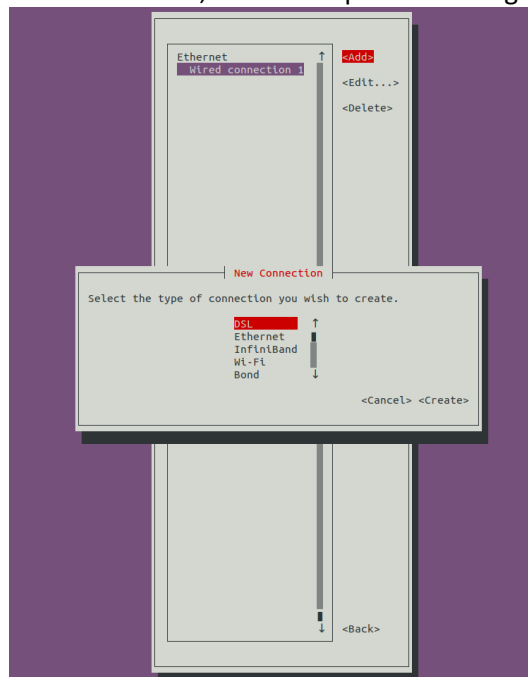 Ethernet ↑ <Add>
Wired connection 1
<Edit...>
<Delete>
New Connection
Select the type of connection you wish to create.
DSL ↑
Ethernet
InfiniBand
Wi-Fi
Bond ↓
<Cancel> <Create>
↓ <Back>